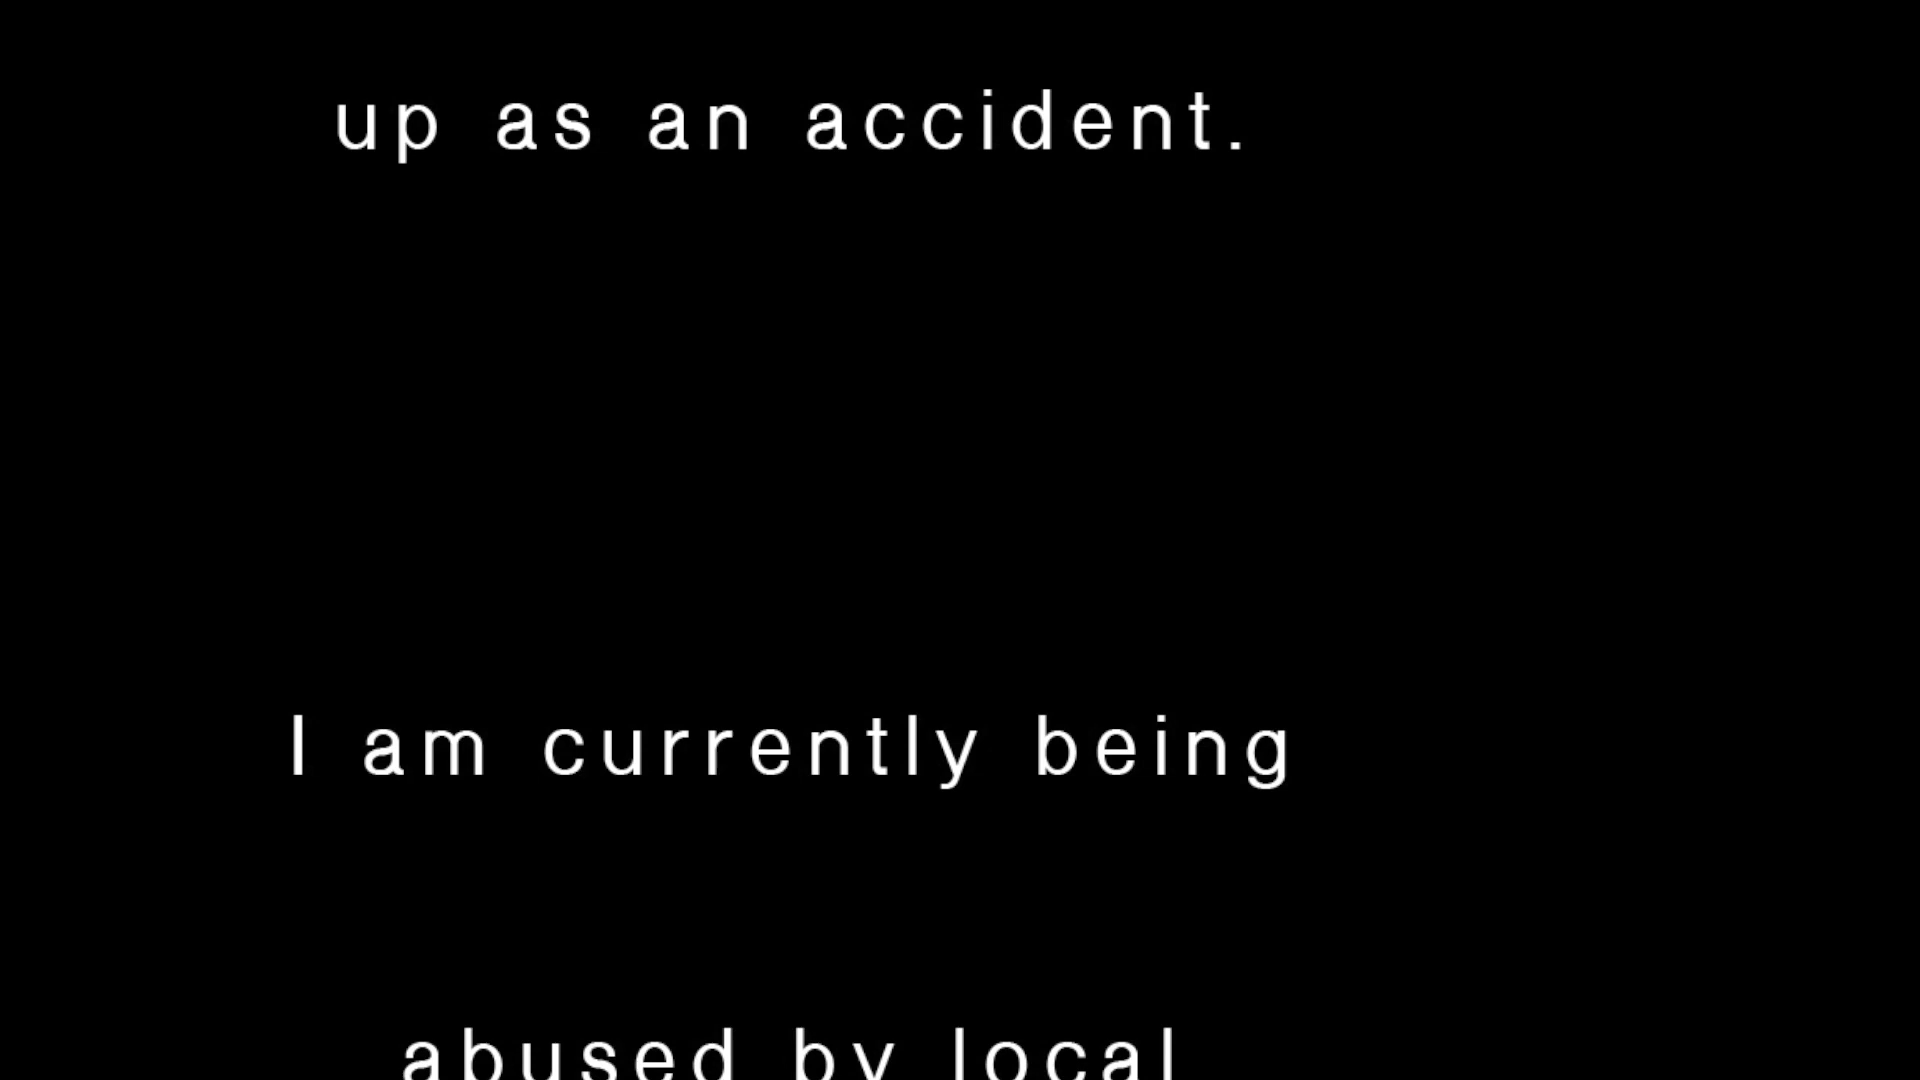 up as an accident.
I am currently being
abused by local